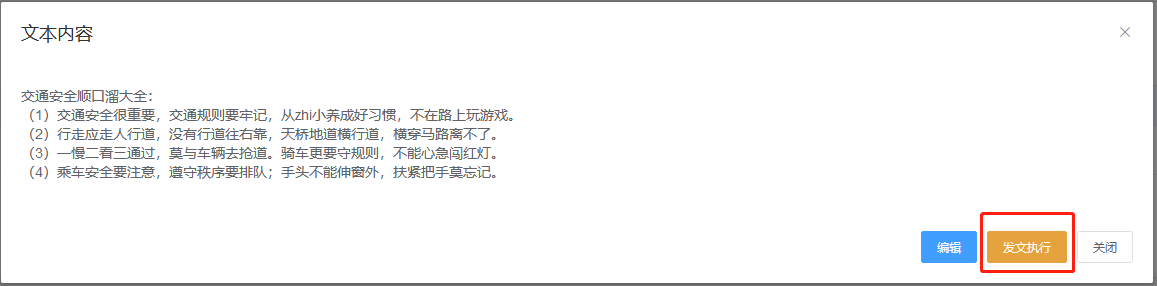 文本内容
交通安全顺口溜大全：
（1）交通安全很重要，交通规则要牢记，从zhi小养成好习惯，不在路上玩游戏。
（2）行走应走人行道，没有行道往右靠，天桥地道横行道，横穿马路离不了。
（3）一慢二看三通过，莫与车辆去抢道。骑车更要守规则，不能心急闯红灯。
（4）乘车安全要注意，遵守秩序要排队；手头不能伸窗外，扶紧把手莫忘记。
编辑 发文执行 关闭